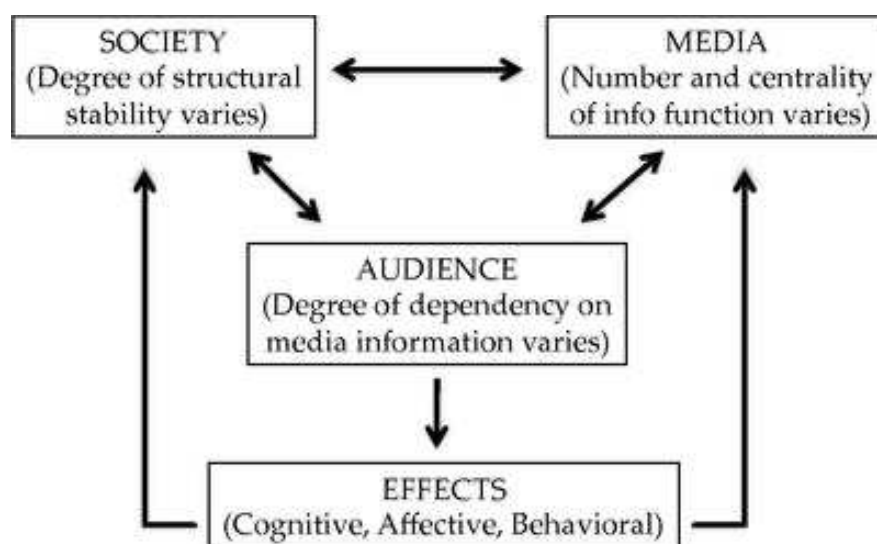 SOCIETY
(Degree of structural
stability varies)
MEDIA
(Number and centrality
of info function varies)
AUDIENCE
(Degree of dependency on
media information varies)
EFFECTS
(Cognitive, Affective, Behavioral)